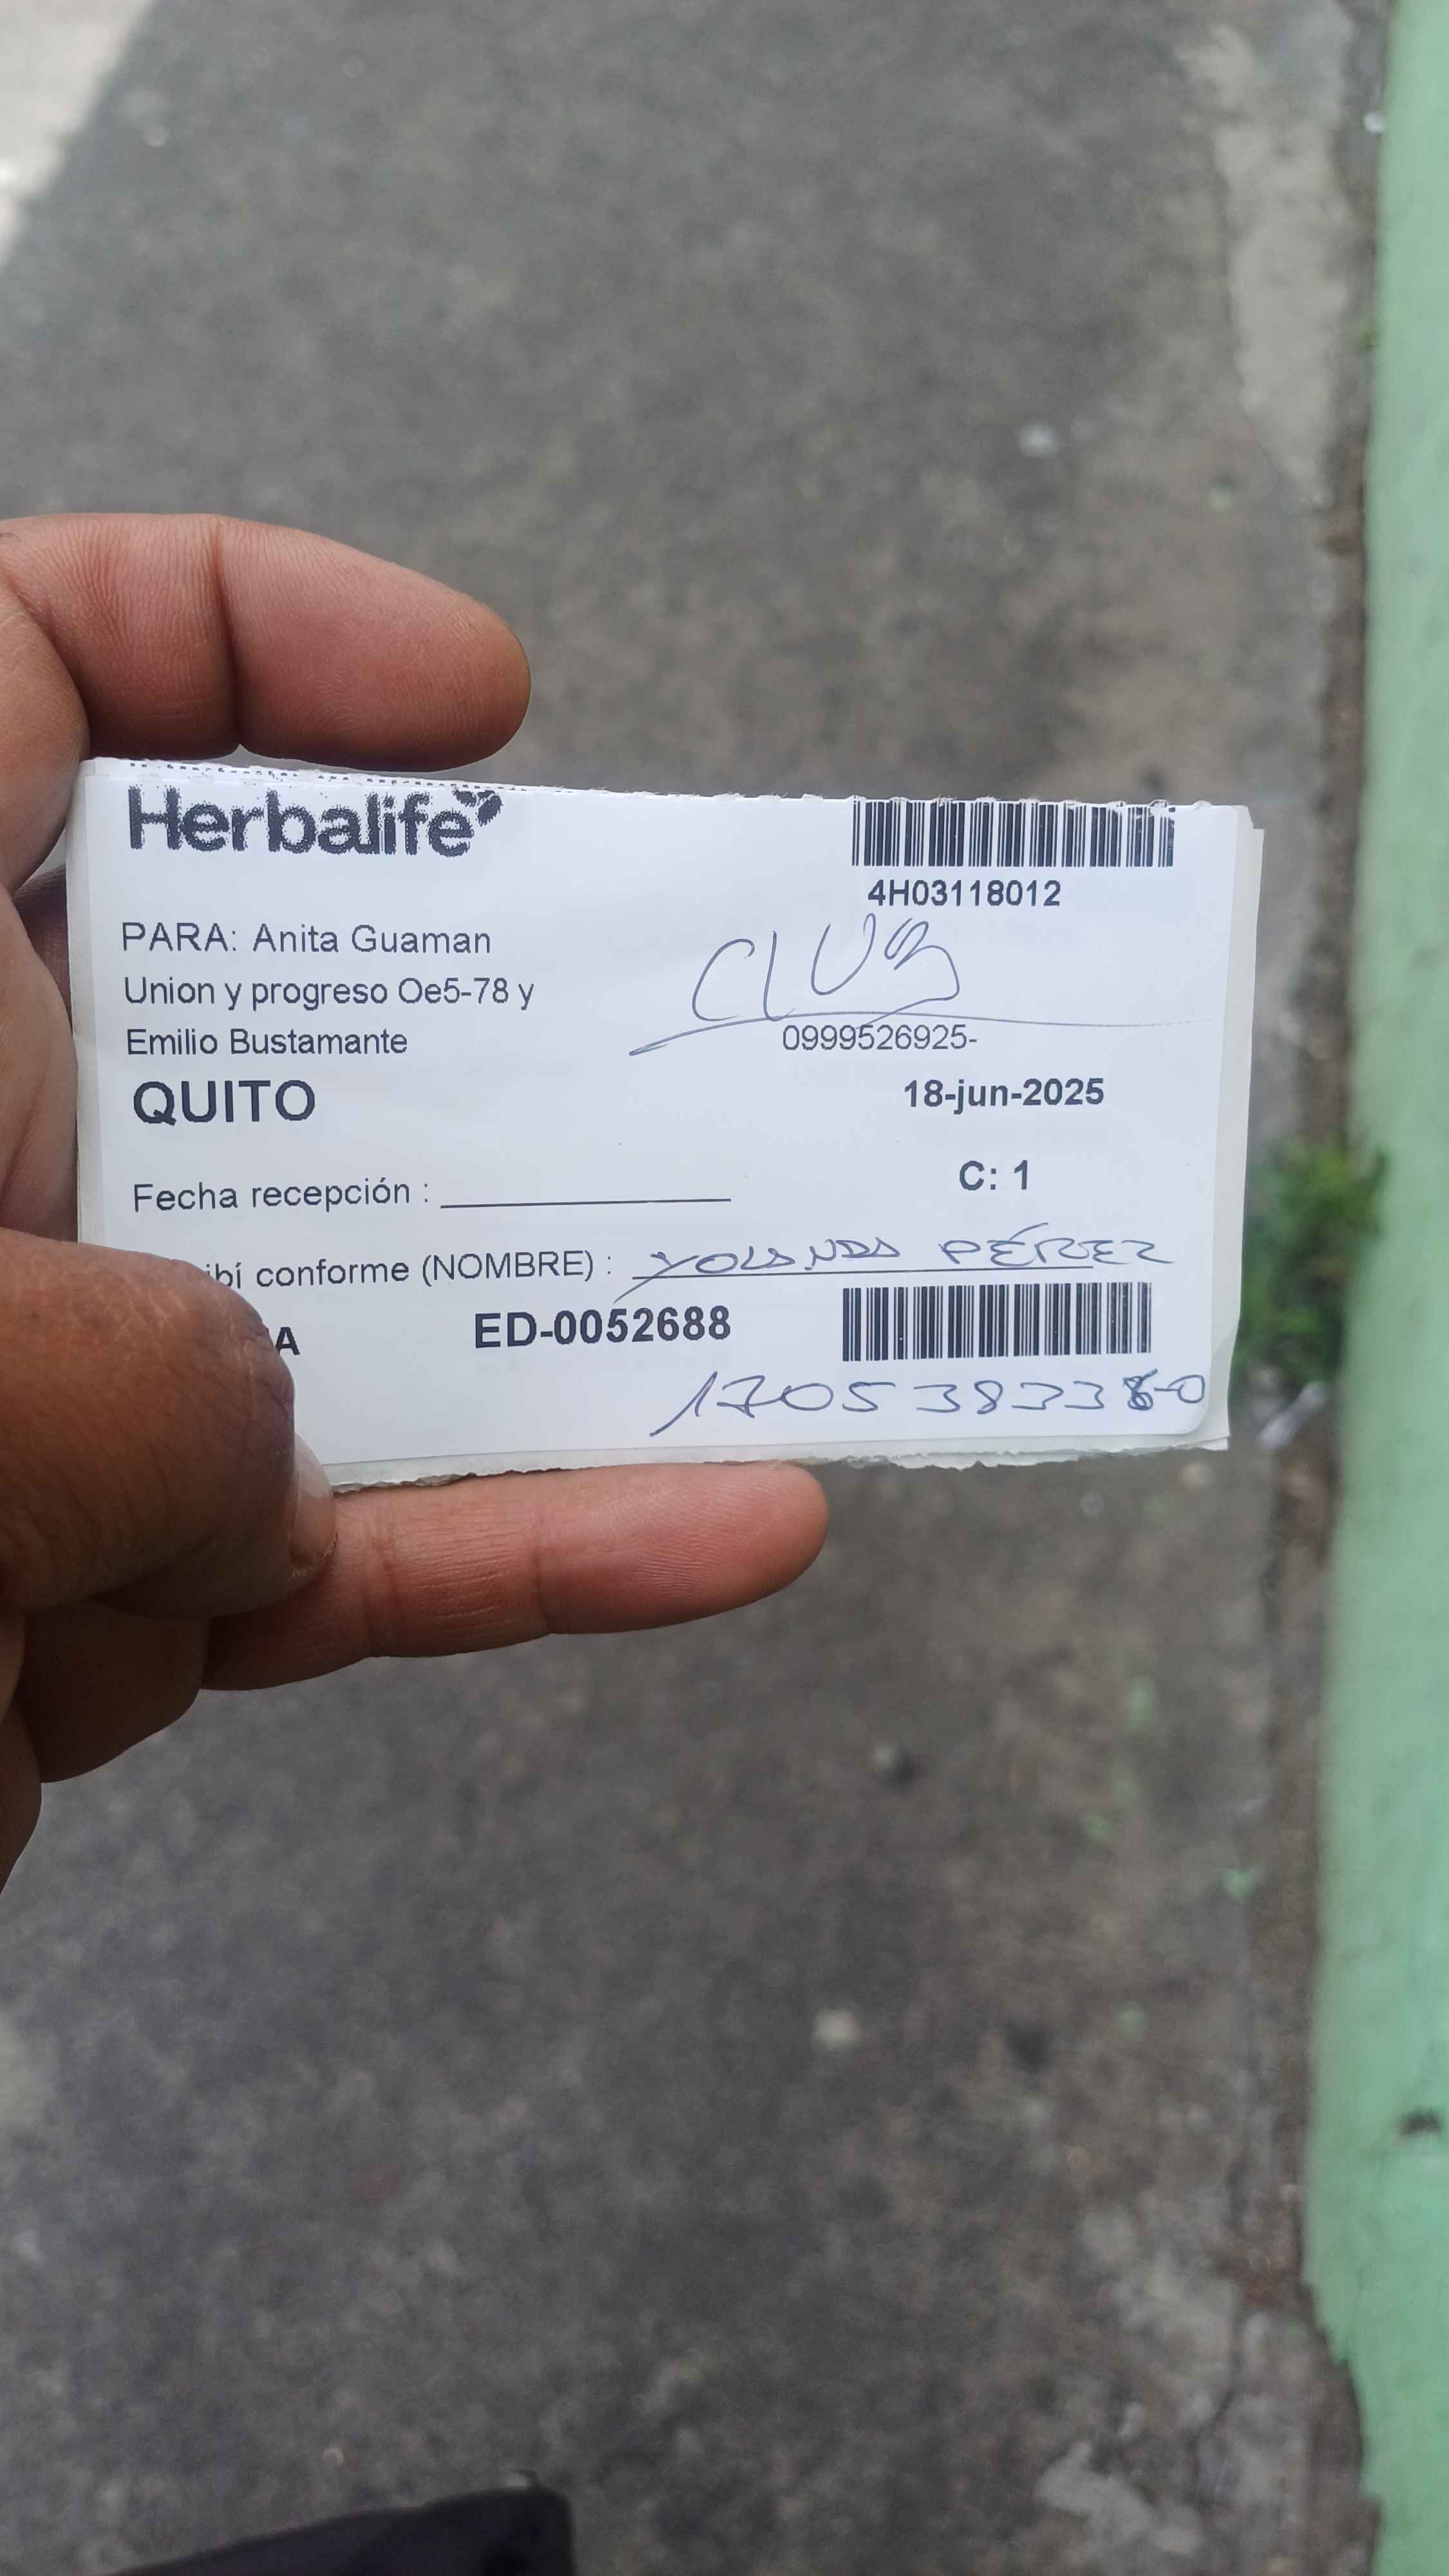 Herbalife
4H03118012
PARA: Anita Guaman
CLUB
Union y progreso Oe5-78 y
Emilio Bustamante
0999526925-
QUITO
18-jun-2025
C: 1
Fecha recepción :
ibí conforme (NOMBRE) : YOLANDA PÉREZ
A
ED-0052688